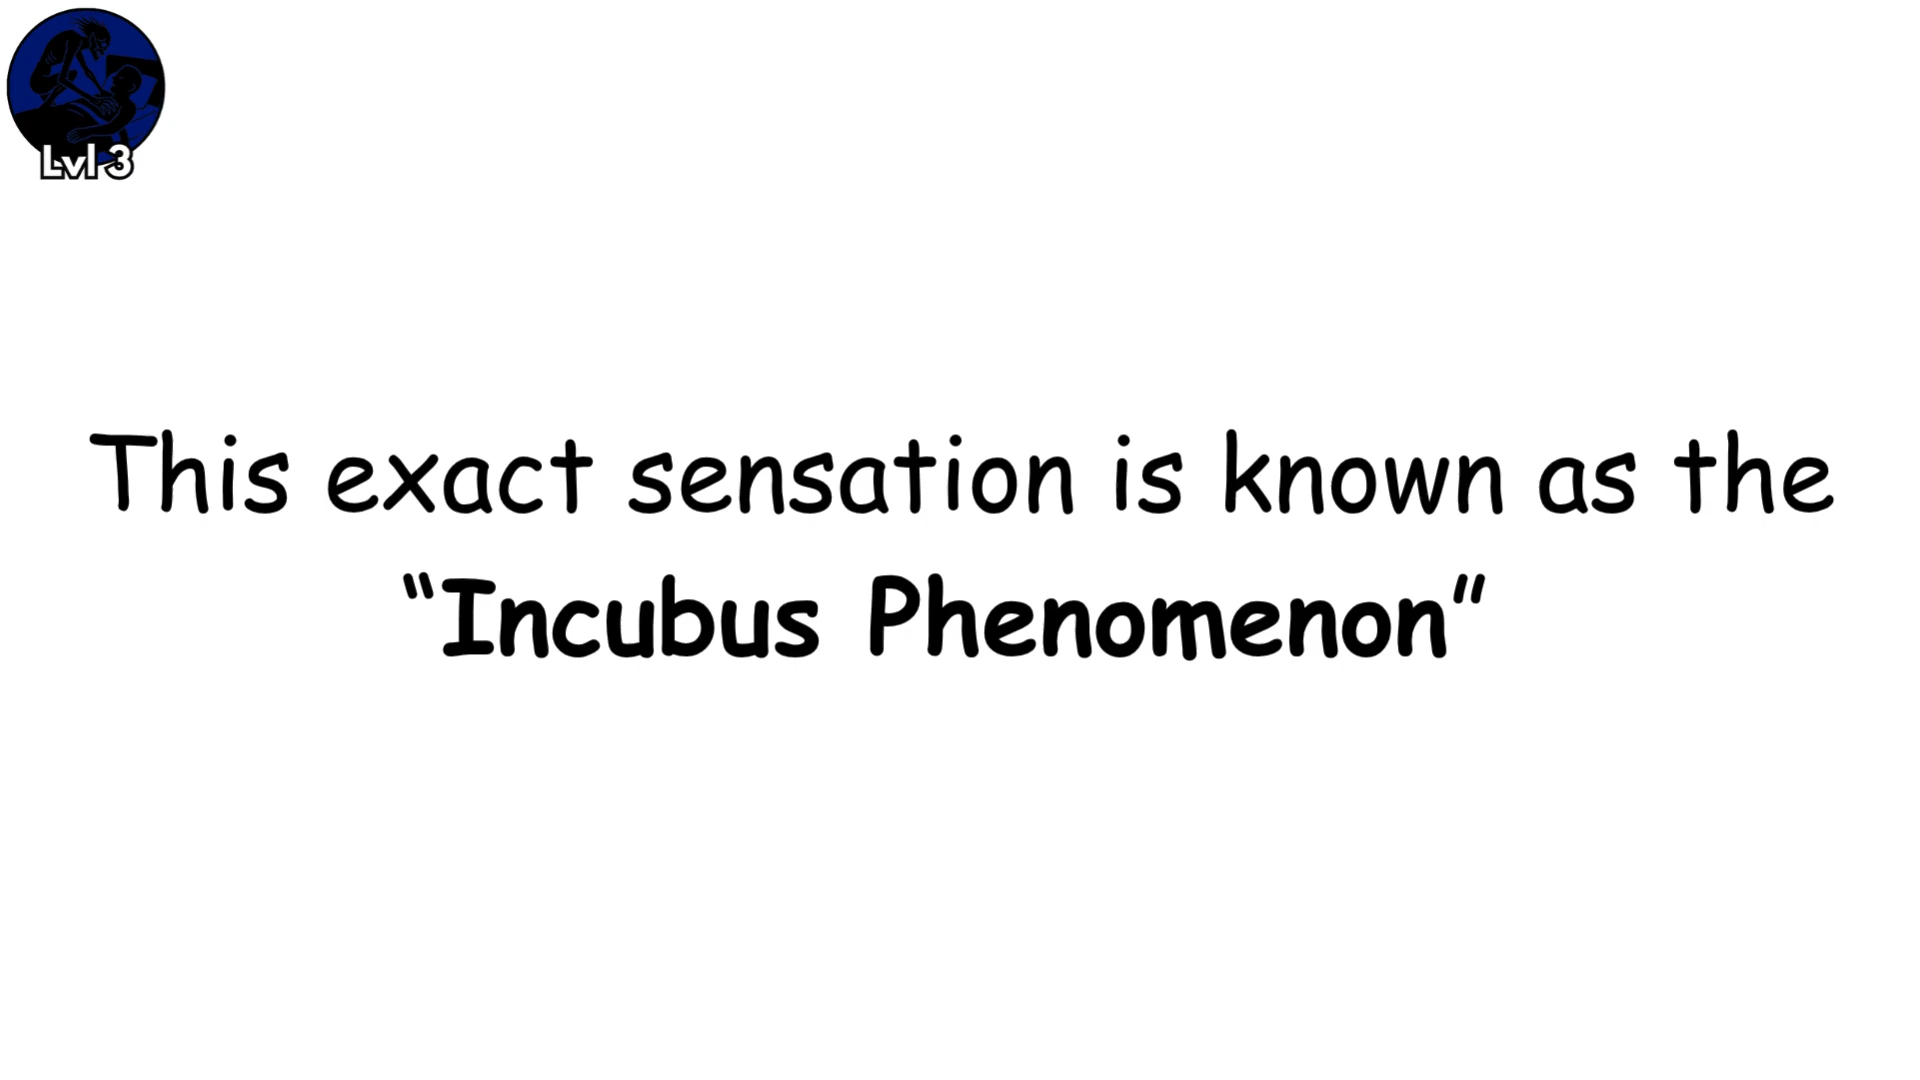 Lvl 3
This exact sensation is known as the
“Incubus Phenomenon”